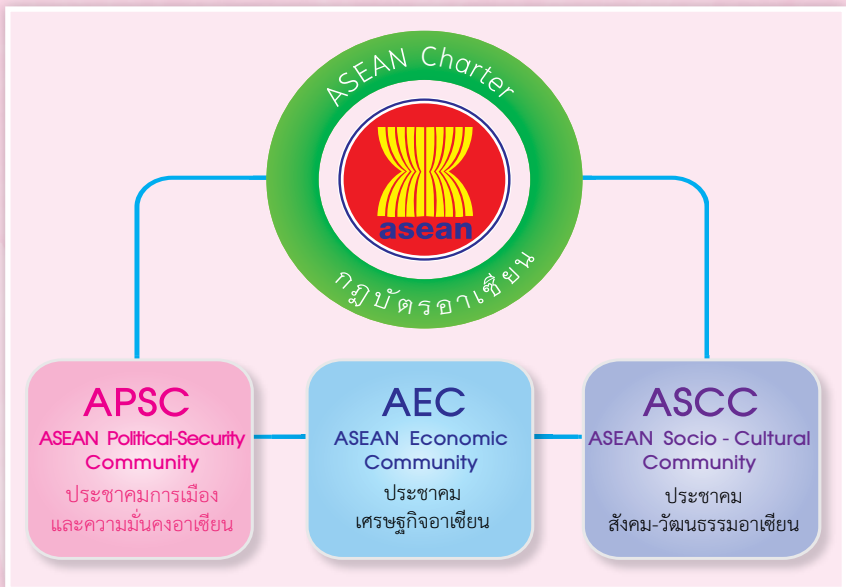 ASEAN Charter
asean
กฎบัตรอาเซียน
APSC
ASEAN Political-Security
Community
ประชาคมการเมือง
และความมั่นคงอาเซียน
AEC
ASEAN Economic
Community
ประชาคม
เศรษฐกิจอาเซียน
ASCC
ASEAN Socio - Cultural
Community
ประชาคม
สังคม-วัฒนธรรมอาเซียน